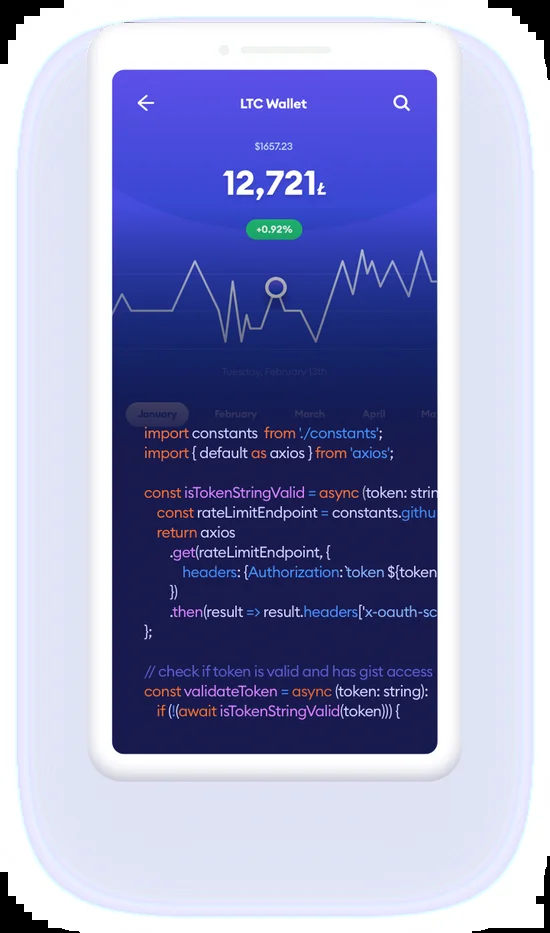 LTC Wallet
$1657.23
12,721Ł
+0.92%
Tuesday, February 13th
January February March April Ma
import constants from './constants';
import { default as axios } from 'axios';
const isTokenStringValid = async (token: strin
const rateLimitEndpoint = constants.githu
return axios
.get(rateLimitEndpoint, {
headers: {Authorization: `token ${token
})
.then(result => result.headers['x-oauth-sc
};
// check if token is valid and has gist access
const validateToken = async (token: string):
if (!(await isTokenStringValid(token))) {